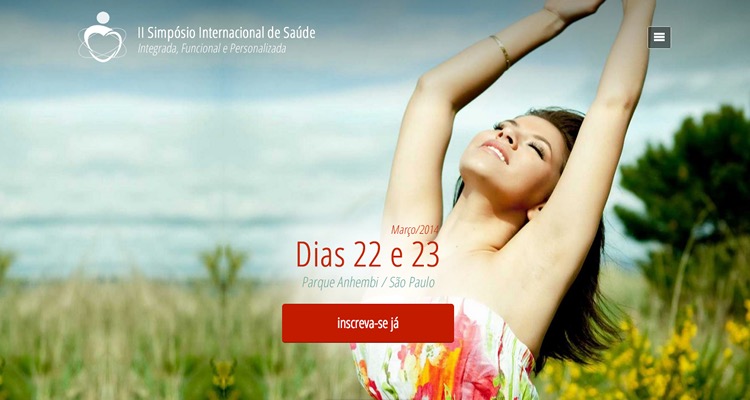 II Simpósio Internacional de Saúde
Integrada, Funcional e Personalizada
Março/2014
Dias 22 e 23
Parque Anhembi / São Paulo
inscreva-se já